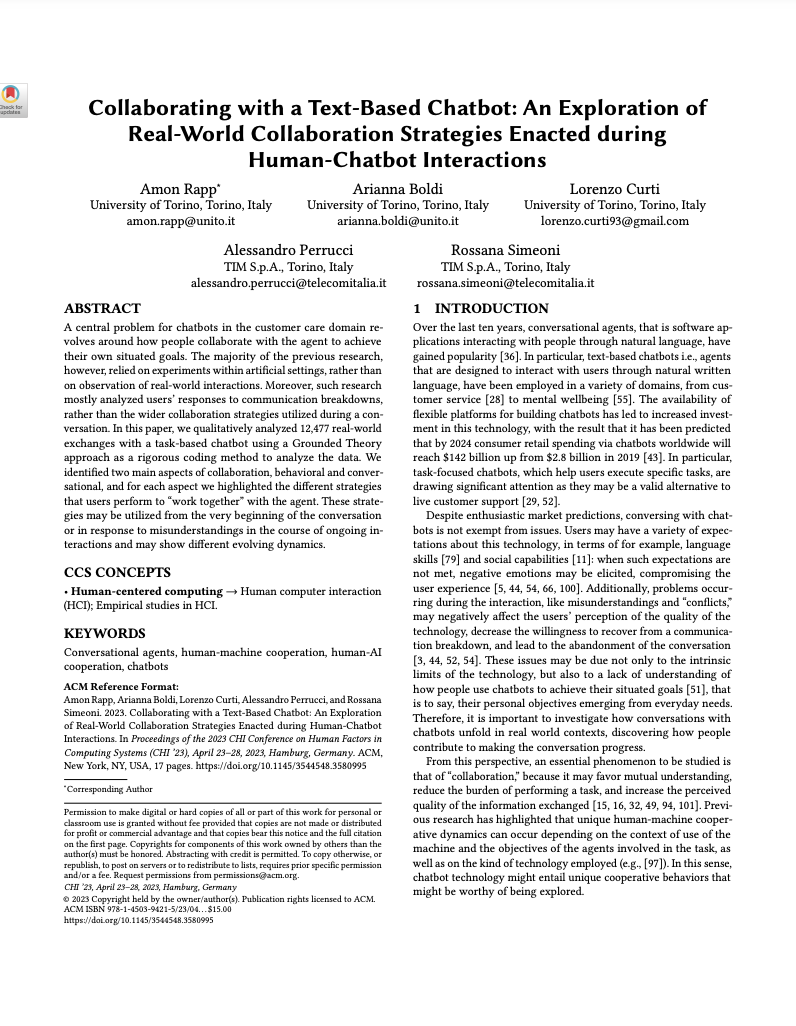 Check for
updates
Collaborating with a Text-Based Chatbot: An Exploration of
Real-World Collaboration Strategies Enacted during
Human-Chatbot Interactions
Amon Rapp*
University of Torino, Torino, Italy
amon.rapp@unito.it
Arianna Boldi
University of Torino, Torino, Italy
arianna.boldi@unito.it
Lorenzo Curti
University of Torino, Torino, Italy
lorenzo.curti93@gmail.com
Alessandro Perrucci
TIM S.p.A., Torino, Italy
alessandro.perrucci@telecomitalia.it
Rossana Simeoni
TIM S.p.A., Torino, Italy
rossana.simeoni@telecomitalia.it
ABSTRACT
A central problem for chatbots in the customer care domain re-
volves around how people collaborate with the agent to achieve
their own situated goals. The majority of the previous research,
however, relied on experiments within artificial settings, rather than
on observation of real-world interactions. Moreover, such research
mostly analyzed users' responses to communication breakdowns,
rather than the wider collaboration strategies utilized during a con-
versation. In this paper, we qualitatively analyzed 12,477 real-world
exchanges with a task-based chatbot using a Grounded Theory
approach as a rigorous coding method to analyze the data. We
identified two main aspects of collaboration, behavioral and conver-
sational, and for each aspect we highlighted the different strategies
that users perform to “work together” with the agent. These strate-
gies may be utilized from the very beginning of the conversation
or in response to misunderstandings in the course of ongoing in-
teractions and may show different evolving dynamics.
CCS CONCEPTS
• Human-centered computing → Human computer interaction
(HCI); Empirical studies in HCI.
KEYWORDS
Conversational agents, human-machine cooperation, human-AI
cooperation, chatbots
ACM Reference Format:
Amon Rapp, Arianna Boldi, Lorenzo Curti, Alessandro Perrucci, and Rossana
Simeoni. 2023. Collaborating with a Text-Based Chatbot: An Exploration
of Real-World Collaboration Strategies Enacted during Human-Chatbot
Interactions. In Proceedings of the 2023 CHI Conference on Human Factors in
Computing Systems (CHI ’23), April 23–28, 2023, Hamburg, Germany. ACM,
New York, NY, USA, 17 pages. https://doi.org/10.1145/3544548.3580995
*Corresponding Author
Permission to make digital or hard copies of all or part of this work for personal or
classroom use is granted without fee provided that copies are not made or distributed
for profit or commercial advantage and that copies bear this notice and the full citation
on the first page. Copyrights for components of this work owned by others than the
author(s) must be honored. Abstracting with credit is permitted. To copy otherwise, or
republish, to post on servers or to redistribute to lists, requires prior specific permission
and/or a fee. Request permissions from permissions@acm.org.
CHI ’23, April 23–28, 2023, Hamburg, Germany
© 2023 Copyright held by the owner/author(s). Publication rights licensed to ACM.
ACM ISBN 978-1-4503-9421-5/23/04...$15.00
https://doi.org/10.1145/3544548.3580995
1 INTRODUCTION
Over the last ten years, conversational agents, that is software ap-
plications interacting with people through natural language, have
gained popularity [36]. In particular, text-based chatbots i.e., agents
that are designed to interact with users through natural written
language, have been employed in a variety of domains, from cus-
tomer service [28] to mental wellbeing [55]. The availability of
flexible platforms for building chatbots has led to increased invest-
ment in this technology, with the result that it has been predicted
that by 2024 consumer retail spending via chatbots worldwide will
reach $142 billion up from $2.8 billion in 2019 [43]. In particular,
task-focused chatbots, which help users execute specific tasks, are
drawing significant attention as they may be a valid alternative to
live customer support [29, 52].
Despite enthusiastic market predictions, conversing with chat-
bots is not exempt from issues. Users may have a variety of expec-
tations about this technology, in terms of for example, language
skills [79] and social capabilities [11]: when such expectations are
not met, negative emotions may be elicited, compromising the
user experience [5, 44, 54, 66, 100]. Additionally, problems occur-
ring during the interaction, like misunderstandings and “conflicts,”
may negatively affect the users’ perception of the quality of the
technology, decrease the willingness to recover from a communica-
tion breakdown, and lead to the abandonment of the conversation
[3, 44, 52, 54]. These issues may be due not only to the intrinsic
limits of the technology, but also to a lack of understanding of
how people use chatbots to achieve their situated goals [51], that
is to say, their personal objectives emerging from everyday needs.
Therefore, it is important to investigate how conversations with
chatbots unfold in real world contexts, discovering how people
contribute to making the conversation progress.
From this perspective, an essential phenomenon to be studied is
that of “collaboration,” because it may favor mutual understanding,
reduce the burden of performing a task, and increase the perceived
quality of the information exchanged [15, 16, 32, 49, 94, 101]. Previ-
ous research has highlighted that unique human-machine cooper-
ative dynamics can occur depending on the context of use of the
machine and the objectives of the agents involved in the task, as
well as on the kind of technology employed (e.g., [97]). In this sense,
chatbot technology might entail unique cooperative behaviors that
might be worthy of being explored.